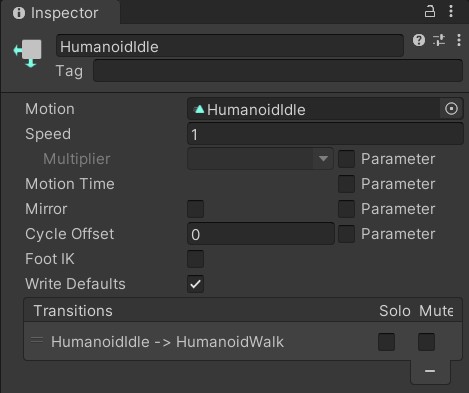 Inspector
HumanoidIdle
Tag
Motion HumanoidIdle
Speed 1
Multiplier Parameter
Motion Time Parameter
Mirror Parameter
Cycle Offset 0 Parameter
Foot IK
Write Defaults
Transitions Solo Mute
HumanoidIdle -> HumanoidWalk